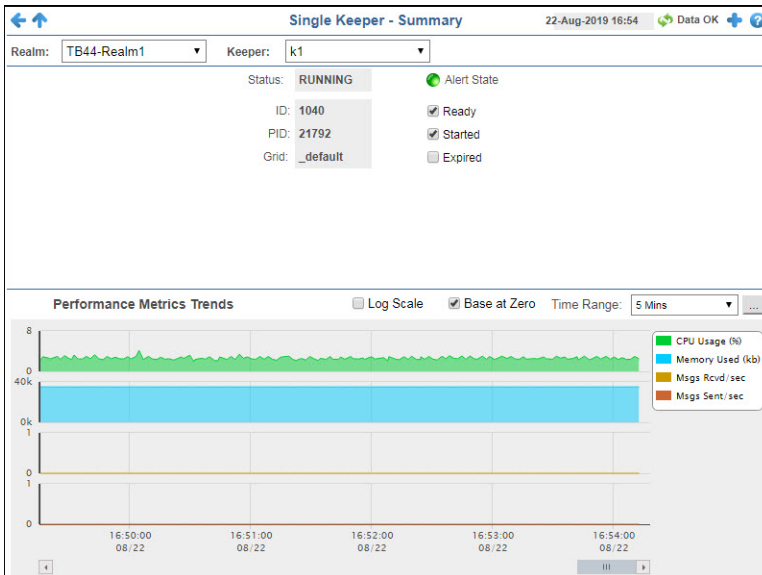 Single Keeper - Summary 22-Aug-2019 16:54 Data OK
Realm: TB44-Realm1 Keeper: k1
Status: RUNNING Alert State
ID: 1040 Ready
PID: 21792 Started
Grid: _default Expired
Performance Metrics Trends Log Scale Base at Zero Time Range: 5 Mins ...
8
0
40k
0k
1
0
1
0
CPU Usage (%)
Memory Used (kb)
Msgs Rcvd/sec
Msgs Sent/sec
16:50:00 16:51:00 16:52:00 16:53:00 16:54:00
08/22 08/22 08/22 08/22 08/22